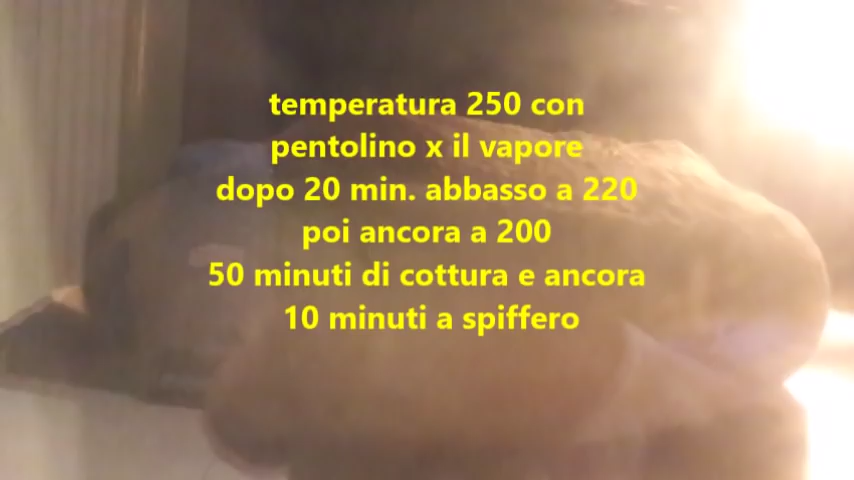 temperatura 250 con
pentolino x il vapore
dopo 20 min. abbasso a 220
poi ancora a 200
50 minuti di cottura e ancora
10 minuti a spiffero